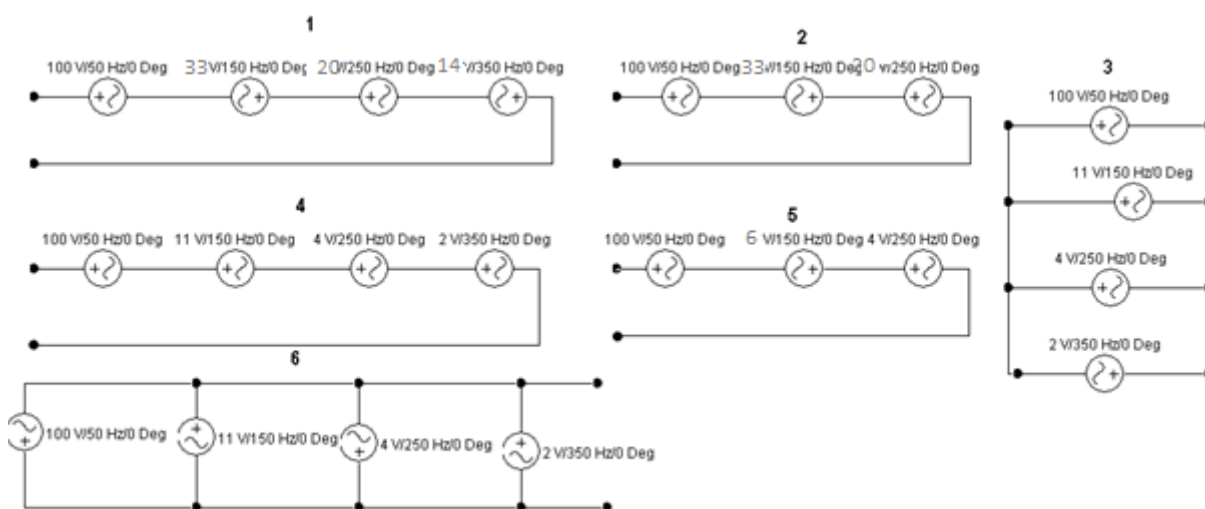 1
100 V/50 Hz/0 Deg 33 V/150 Hz/0 Deg 20 V/250 Hz/0 Deg 14 V/350 Hz/0 Deg
2
100 V/50 Hz/0 Deg 33 V/150 Hz/0 Deg 20 V/250 Hz/0 Deg
3
100 V/50 Hz/0 Deg
11 V/150 Hz/0 Deg
4 V/250 Hz/0 Deg
2 V/350 Hz/0 Deg
4
100 V/50 Hz/0 Deg 11 V/150 Hz/0 Deg 4 V/250 Hz/0 Deg 2 V/350 Hz/0 Deg
5
100 V/50 Hz/0 Deg 6 V/150 Hz/0 Deg 4 V/250 Hz/0 Deg
6
100 V/50 Hz/0 Deg 11 V/150 Hz/0 Deg 4 V/250 Hz/0 Deg 2 V/350 Hz/0 Deg